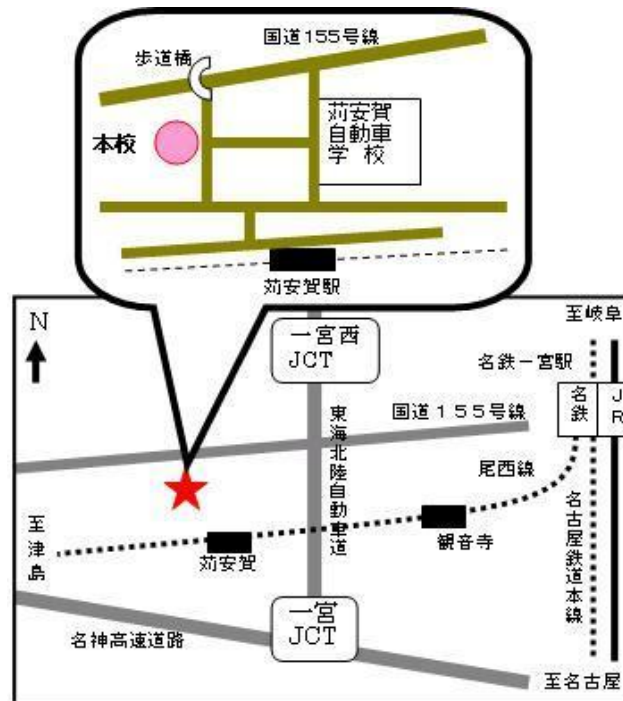 国道155号線
歩道橋
本校
苅安賀
自動車
学 校
苅安賀駅
N
一宮西
JCT
至岐阜
名鉄一宮駅
名鉄
JR
国道155号線
東海北陸自動車道
尾西線
至津島
苅安賀
観音寺
名古屋鉄道本線
一宮
JCT
名神高速道路
至名古屋